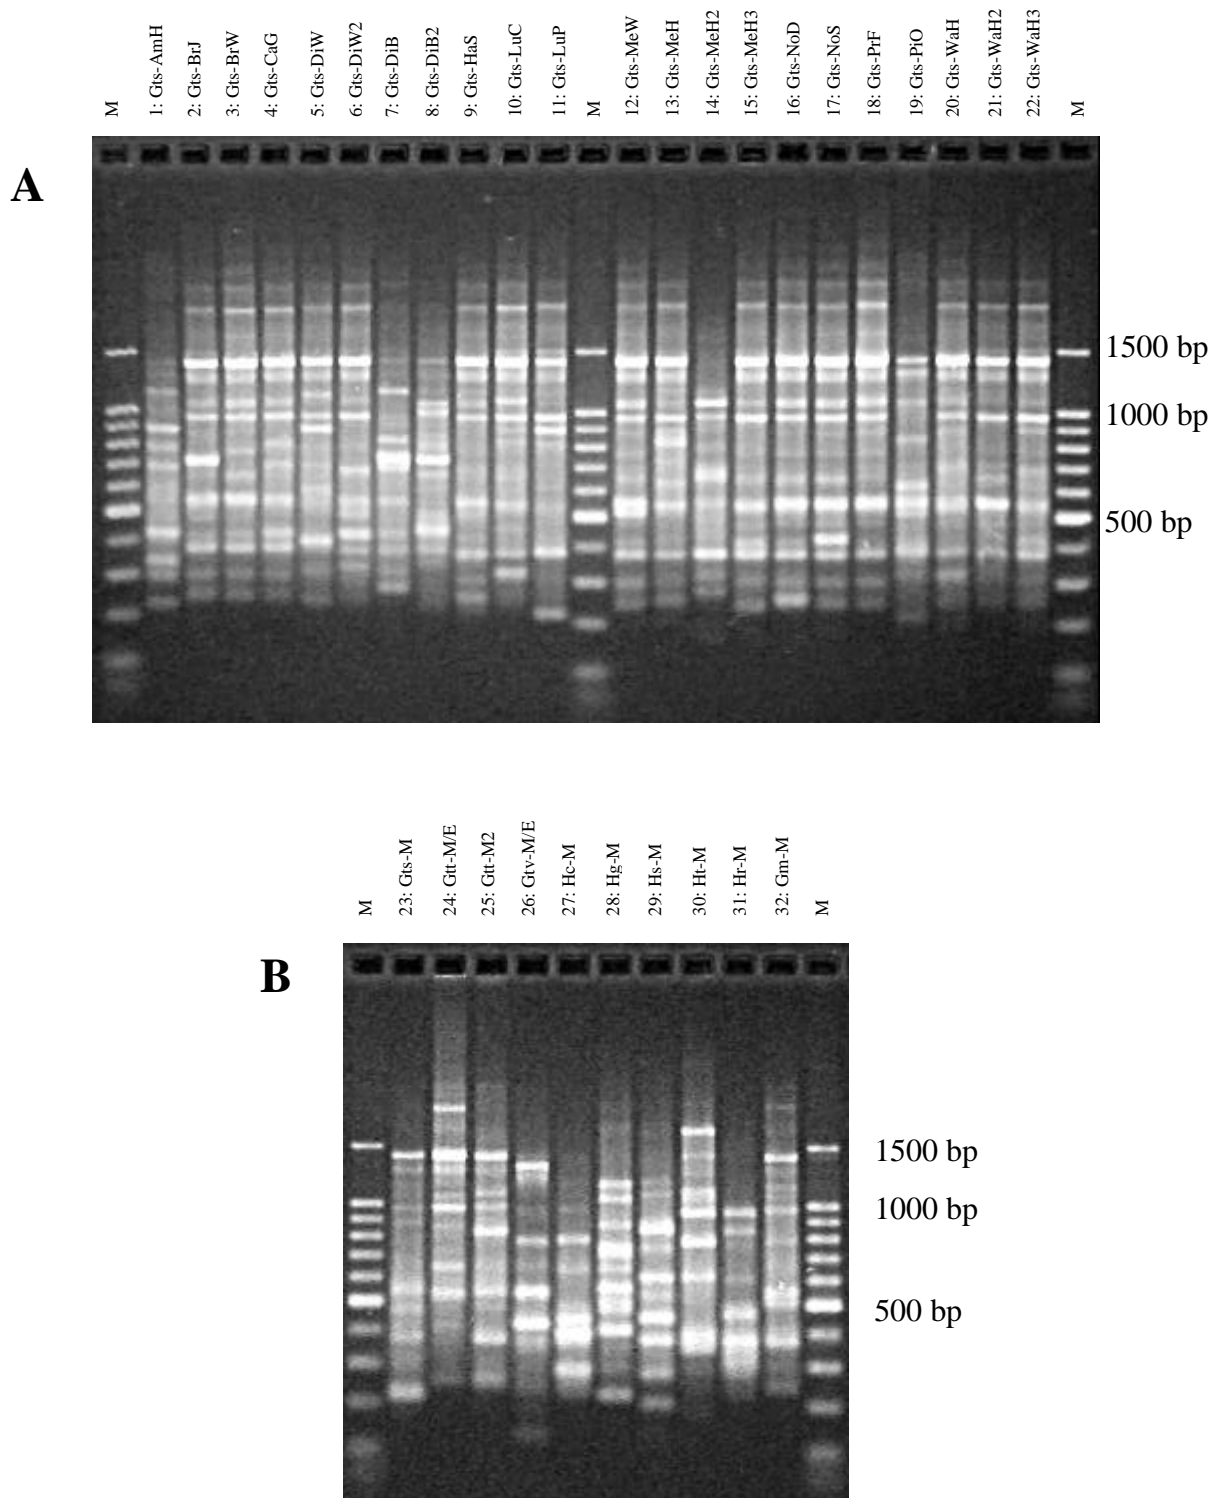 M
1: Gts-AmH
2: Gts-BrJ
3: Gts-BrW
4: Gts-CaG
5: Gts-DiW
6: Gts-DiW2
7: Gts-DiB
8: Gts-DiB2
9: Gts-HaS
10: Gts-LuC
11: Gts-LuP
M
12: Gts-MeW
13: Gts-MeH
14: Gts-MeH2
15: Gts-MeH3
16: Gts-NoD
17: Gts-NoS
18: Gts-PrF
19: Gts-PiO
20: Gts-WaH
21: Gts-WaH2
22: Gts-WaH3
M
A
1500 bp
1000 bp
500 bp
M
23: Gts-M
24: Gtt-M/E
25: Gtt-M2
26: Gtv-M/E
27: Hc-M
28: Hg-M
29: Hs-M
30: Ht-M
31: Hr-M
32: Gm-M
M
B
1500 bp
1000 bp
500 bp